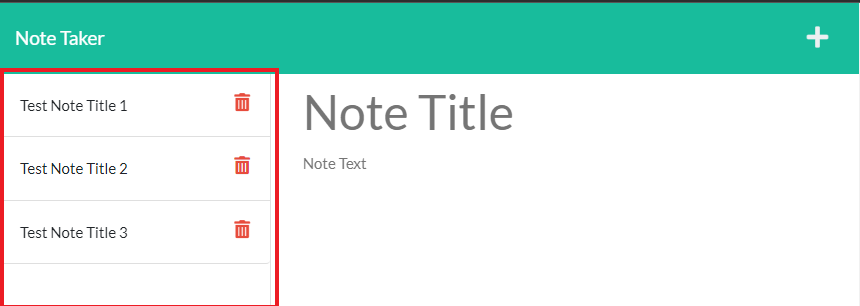 Note Taker
Test Note Title 1
Test Note Title 2
Test Note Title 3
Note Title
Note Text